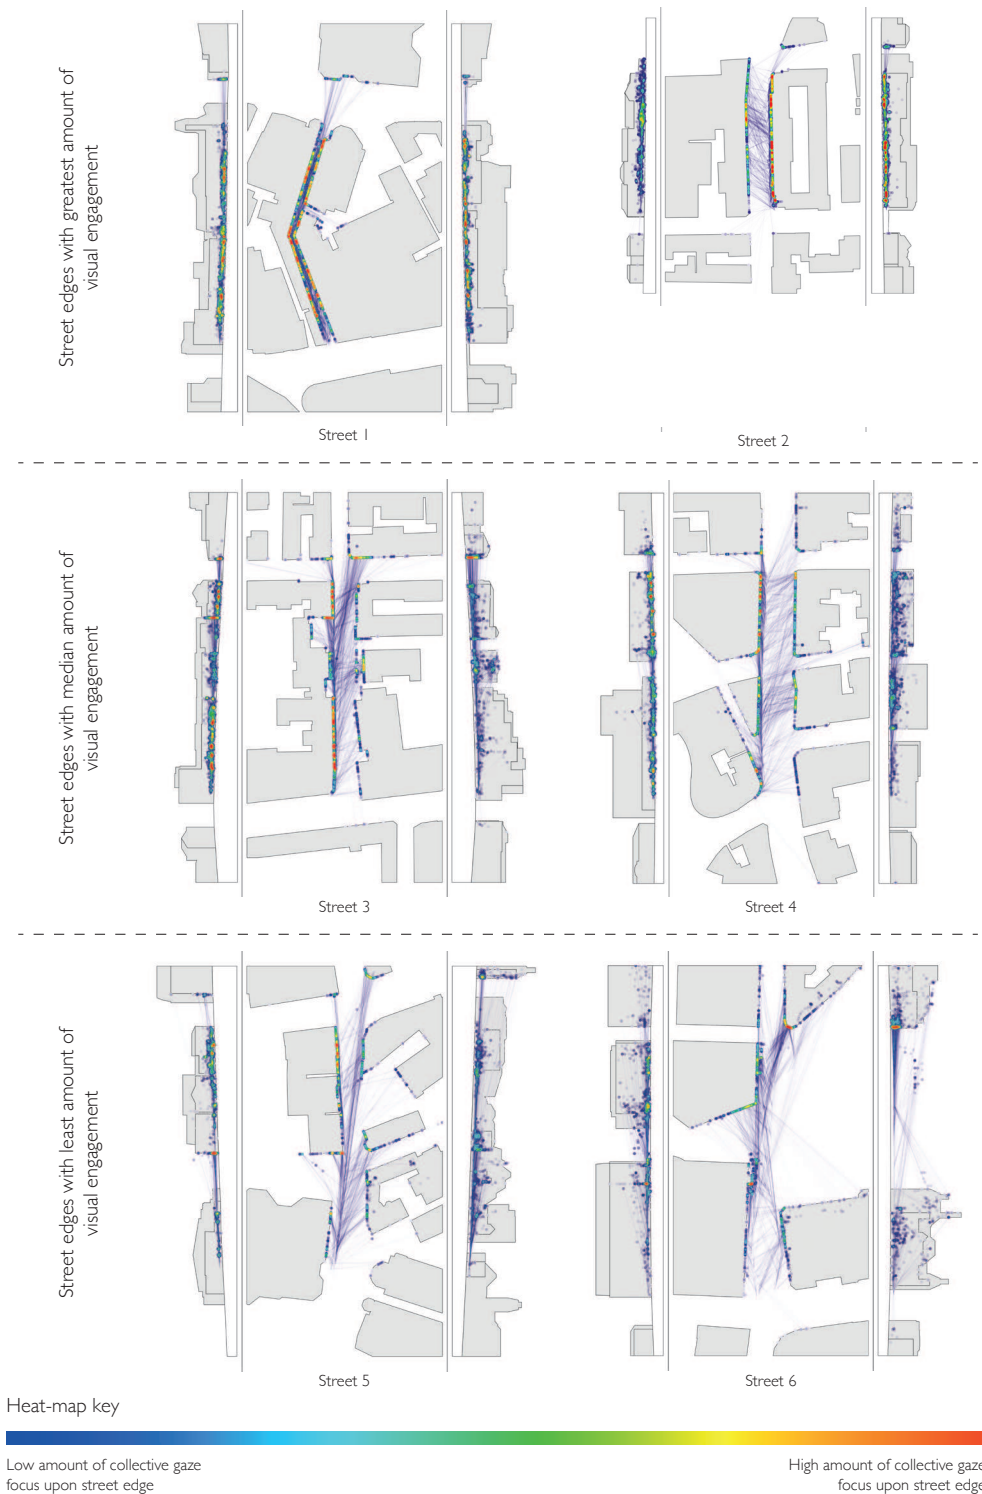 Street edges with greatest amount of
visual engagement
Street 1
Street 2
Street edges with median amount of
visual engagement
Street 3
Street 4
Street edges with least amount of
visual engagement
Street 5
Street 6
Heat-map key
Low amount of collective gaze
focus upon street edge
High amount of collective gaze
focus upon street edge